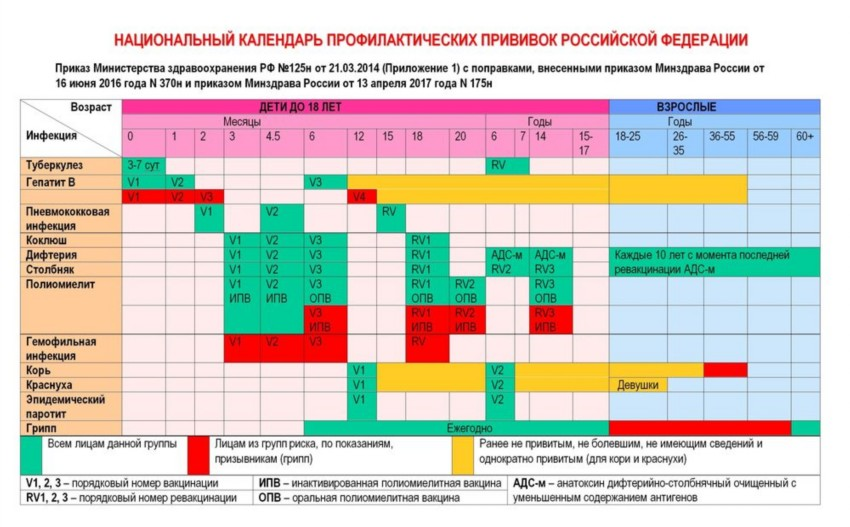 НАЦИОНАЛЬНЫЙ КАЛЕНДАРЬ ПРОФИЛАКТИЧЕСКИХ ПРИВИВОК РОССИЙСКОЙ ФЕДЕРАЦИИ
Приказ Министерства здравоохранения РФ №125н от 21.03.2014 (Приложение 1) с поправками, внесенными приказом Минздрава России от
16 июня 2016 года N 370н и приказом Минздрава России от 13 апреля 2017 года N 175н
Возраст ДЕТИ ДО 18 ЛЕТ ВЗРОСЛЫЕ
Месяцы Годы Годы
Инфекция 0 1 2 3 4.5 6 12 15 18 20 6 7 14 15-17 18-25 26-35 36-55 56-59 60+
Туберкулез 3-7 сут RV
Гепатит В V1 V2 V3
V1 V2 V3 V4
Пневмококковая V1 V2 RV
инфекция
Коклюш V1 V2 V3 RV1
Дифтерия V1 V2 V3 RV1 АДС-м АДС-м Каждые 10 лет с момента последней
Столбняк V1 V2 V3 RV1 RV2 RV3 ревакцинации АДС-м
Полиомиелит V1 V2 V3 RV1 RV2 RV3
ИПВ ИПВ ОПВ ОПВ ОПВ ОПВ
V3 RV1 RV2 RV3
ИПВ ИПВ ИПВ ИПВ
Гемофильная V1 V2 V3 RV
инфекция
Корь V1 V2
Краснуха V1 V2 Девушки
Эпидемический V1 V2
паротит
Грипп Ежегодно
Всем лицам данной группы Лицам из групп риска, по показаниям, Ранее не привитым, не болевшим, не имеющим сведений и
призывникам (грипп) однократно привитым (для кори и краснухи)
V1, 2, 3 – порядковый номер вакцинации ИПВ – инактивированная полиомиелитная вакцина АДС-м – анатоксин дифтерийно-столбнячный очищенный с
RV1, 2, 3 – порядковый номер ревакцинации ОПВ – оральная полиомиелитная вакцина уменьшенным содержанием антигенов